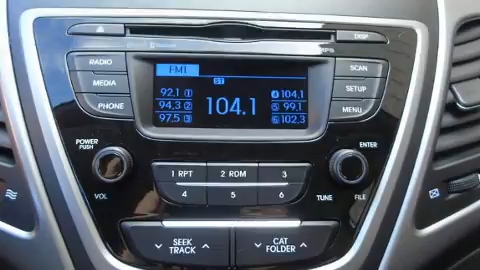 DISP
RADIO
MEDIA
PHONE
FM1
ST
92.1 1
94.3 2
97.5 3
104.1
4 104.1
5 99.1
6 102.3
SCAN
SETUP
MENU
POWER
PUSH
VOL
1 RPT 2 RDM 3
4 5 6
ENTER
TUNE FILE
SEEK
TRACK
CAT
FOLDER